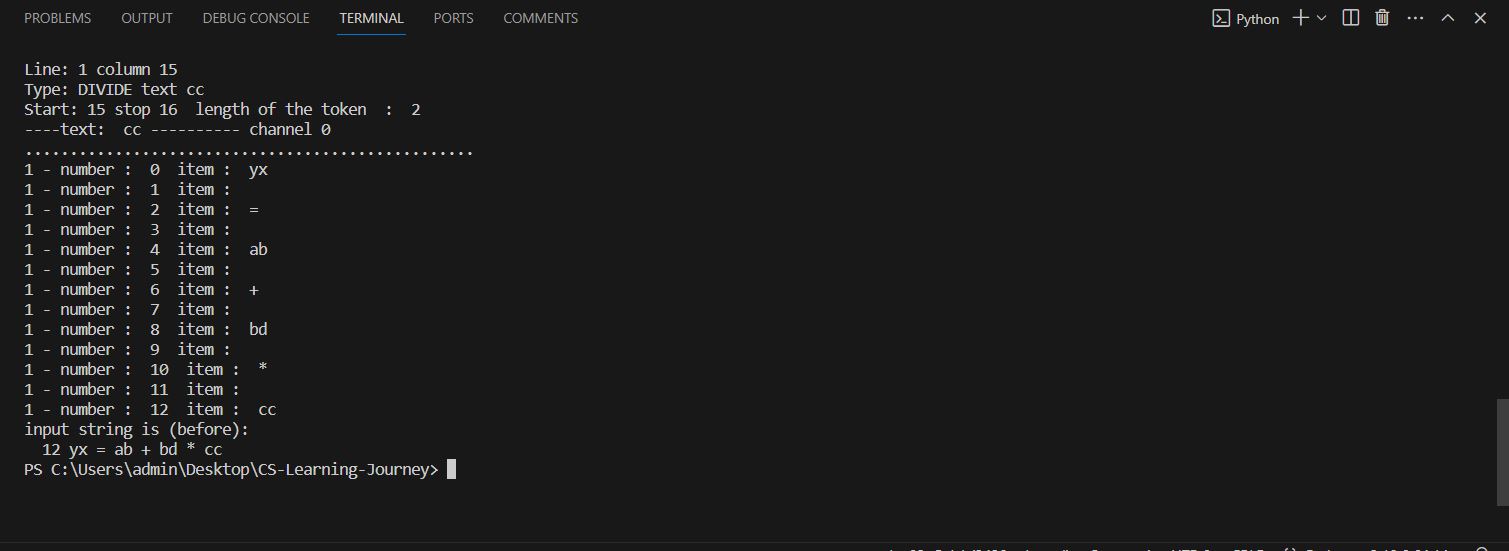 PROBLEMS OUTPUT DEBUG CONSOLE TERMINAL PORTS COMMENTS Python
Line: 1 column 15
Type: DIVIDE text cc
Start: 15 stop 16  length of the token  :  2
----text:  cc ---------- channel 0
..................................................
1 - number :  0  item :  yx
1 - number :  1  item :
1 - number :  2  item :  =
1 - number :  3  item :
1 - number :  4  item :  ab
1 - number :  5  item :
1 - number :  6  item :  +
1 - number :  7  item :
1 - number :  8  item :  bd
1 - number :  9  item :
1 - number :  10  item :  *
1 - number :  11  item :
1 - number :  12  item :  cc
input string is (before):
  12 yx = ab + bd * cc
PS C:\Users\admin\Desktop\CS-Learning-Journey>